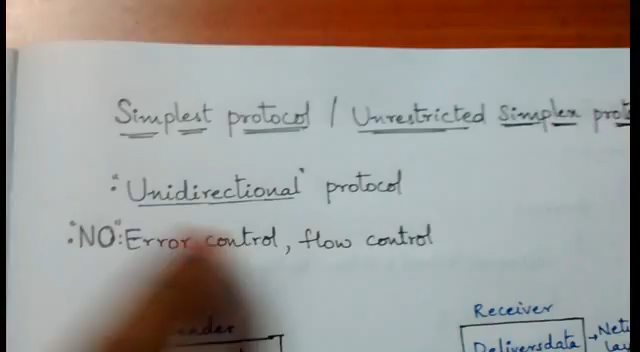 Simplest protocol / Unrestricted simplex
"Unidirectional" protocol
"NO": Error control, flow control
Receiver
Delivers data